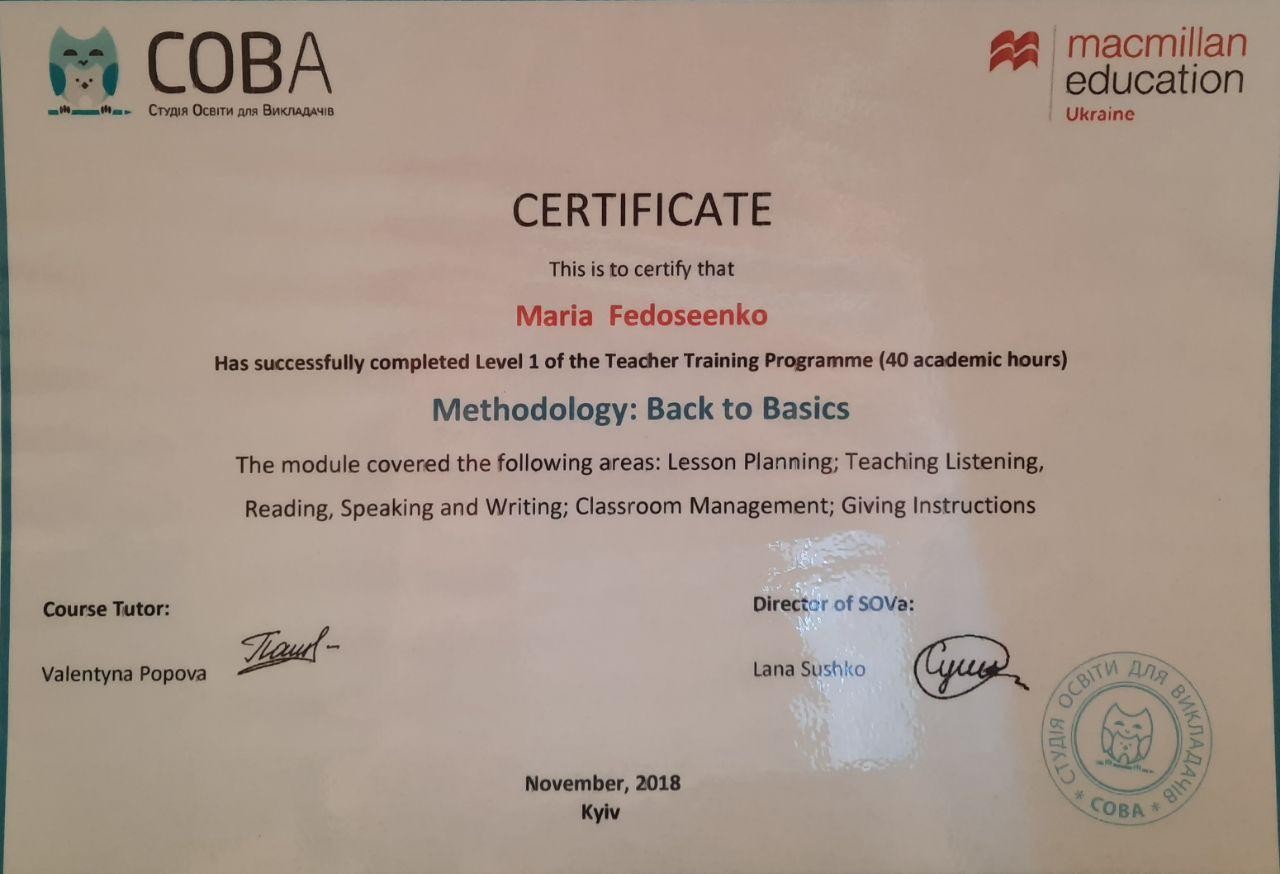 СОВА
Студія Освіти для Викладачів
macmillan
education
Ukraine
CERTIFICATE
This is to certify that
Maria Fedoseenko
Has successfully completed Level 1 of the Teacher Training Programme (40 academic hours)
Methodology: Back to Basics
The module covered the following areas: Lesson Planning; Teaching Listening,
Reading, Speaking and Writing; Classroom Management; Giving Instructions
Course Tutor:
Valentyna Popova
Director of SOVa:
Lana Sushko
СТУДІЯ ОСВІТИ ДЛЯ ВИКЛАДАЧІВ
* СОВА *
November, 2018
Kyiv